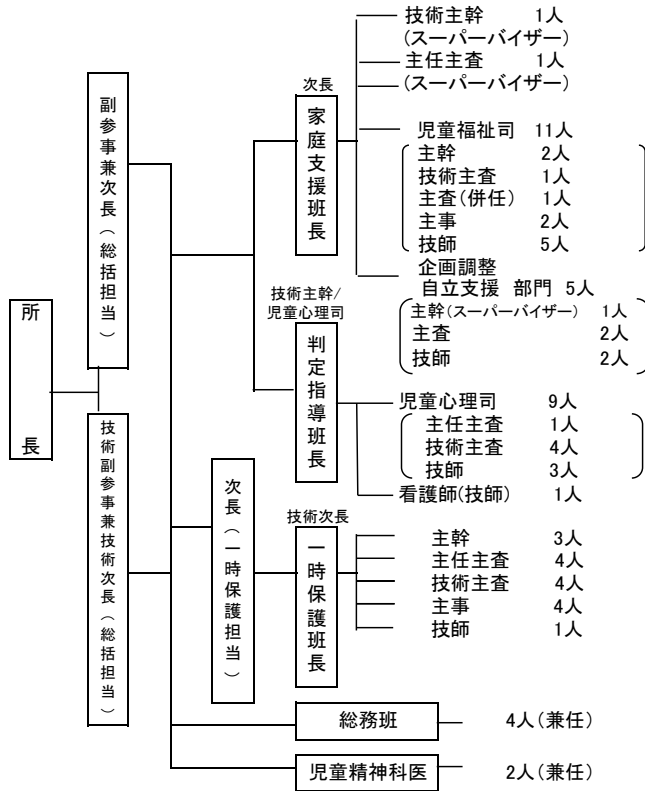 所長
副参事兼次長(総括担当)
技術副参事兼技術次長(総括担当)
次長
家庭支援班長
技術主幹 1人
(スーパーバイザー)
主任主査 1人
(スーパーバイザー)
児童福祉司 11人
主幹 2人
技術主査 1人
主査(併任) 1人
主事 2人
技師 5人
企画調整
自立支援 部門 5人
主幹(スーパーバイザー) 1人
主査 2人
技師 2人
技術主幹/
児童心理司
判定指導班長
児童心理司 9人
主任主査 1人
技術主査 4人
技師 3人
看護師(技師) 1人
次長(一時保護担当)
技術次長
一時保護班長
主幹 3人
主任主査 4人
技術主査 4人
主事 4人
技師 1人
総務班 4人(兼任)
児童精神科医 2人(兼任)